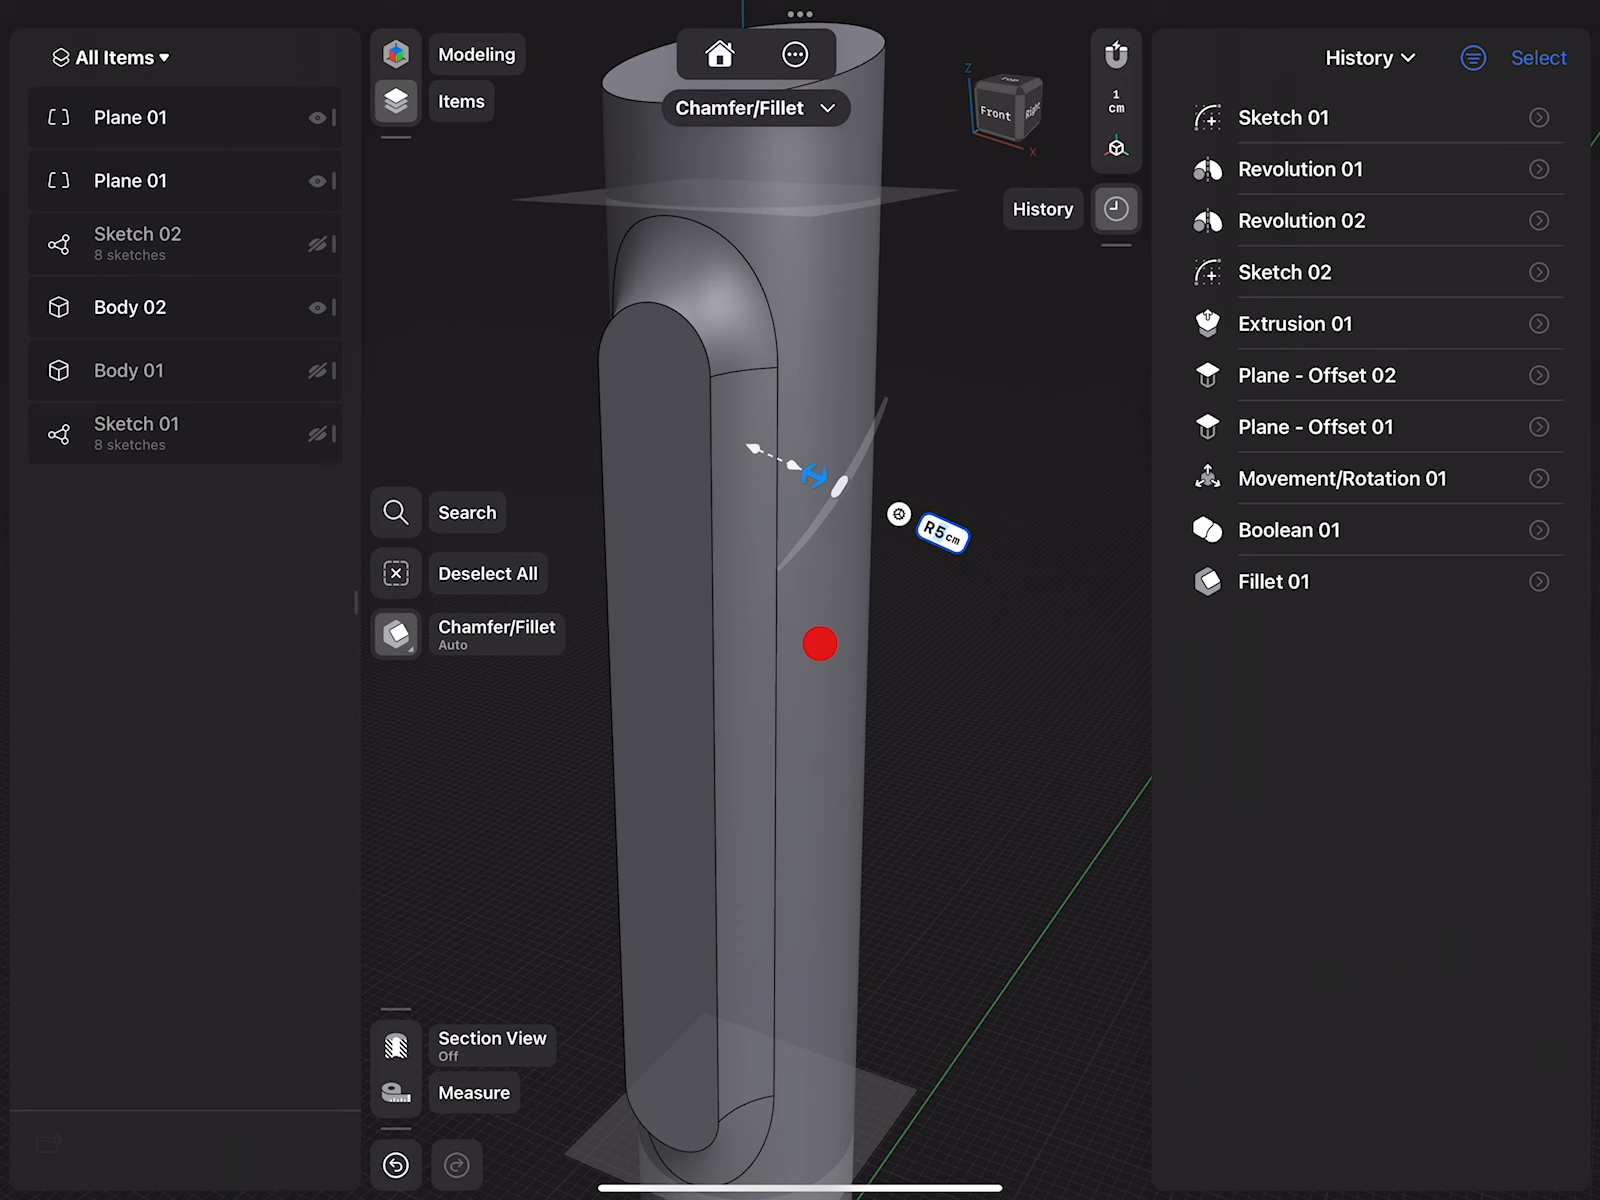 All Items
Plane 01
Plane 01
Sketch 02
8 sketches
Body 02
Body 01
Sketch 01
8 sketches
Modeling
Items
Search
Deselect All
Chamfer/Fillet
Auto
Section View
Off
Measure
Chamfer/Fillet
R5cm
Z
TOP
Front
Right
X
1
cm
History
History
Select
Sketch 01
Revolution 01
Revolution 02
Sketch 02
Extrusion 01
Plane - Offset 02
Plane - Offset 01
Movement/Rotation 01
Boolean 01
Fillet 01